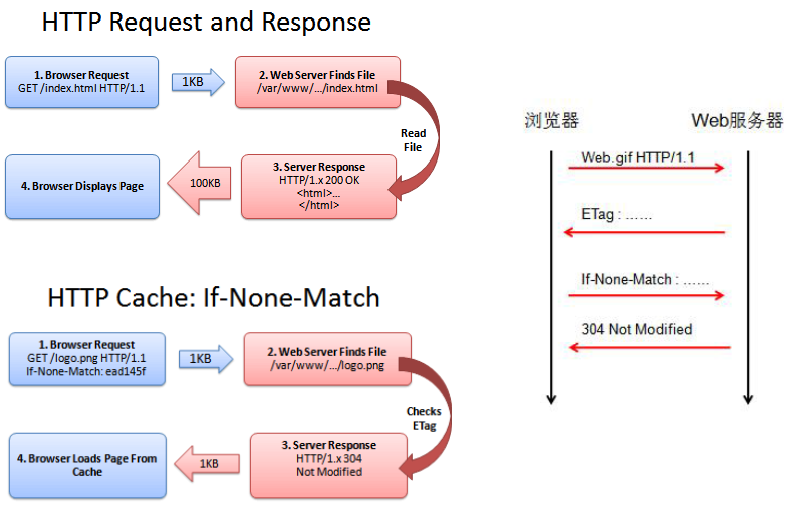 HTTP Request and Response
1. Browser Request
GET /index.html HTTP/1.1
1KB
2. Web Server Finds File
/var/www/.../index.html
Read
File
3. Server Response
HTTP/1.x 200 OK
<html>...
</html>
100KB
4. Browser Displays Page
HTTP Cache: If-None-Match
1. Browser Request
GET /logo.png HTTP/1.1
If-None-Match: ead145f
1KB
2. Web Server Finds File
/var/www/.../logo.png
Checks
ETag
3. Server Response
HTTP/1.x 304
Not Modified
1KB
4. Browser Loads Page From
Cache
浏览器
Web服务器
Web.gif HTTP/1.1
ETag : ……
If-None-Match : ……
304 Not Modified